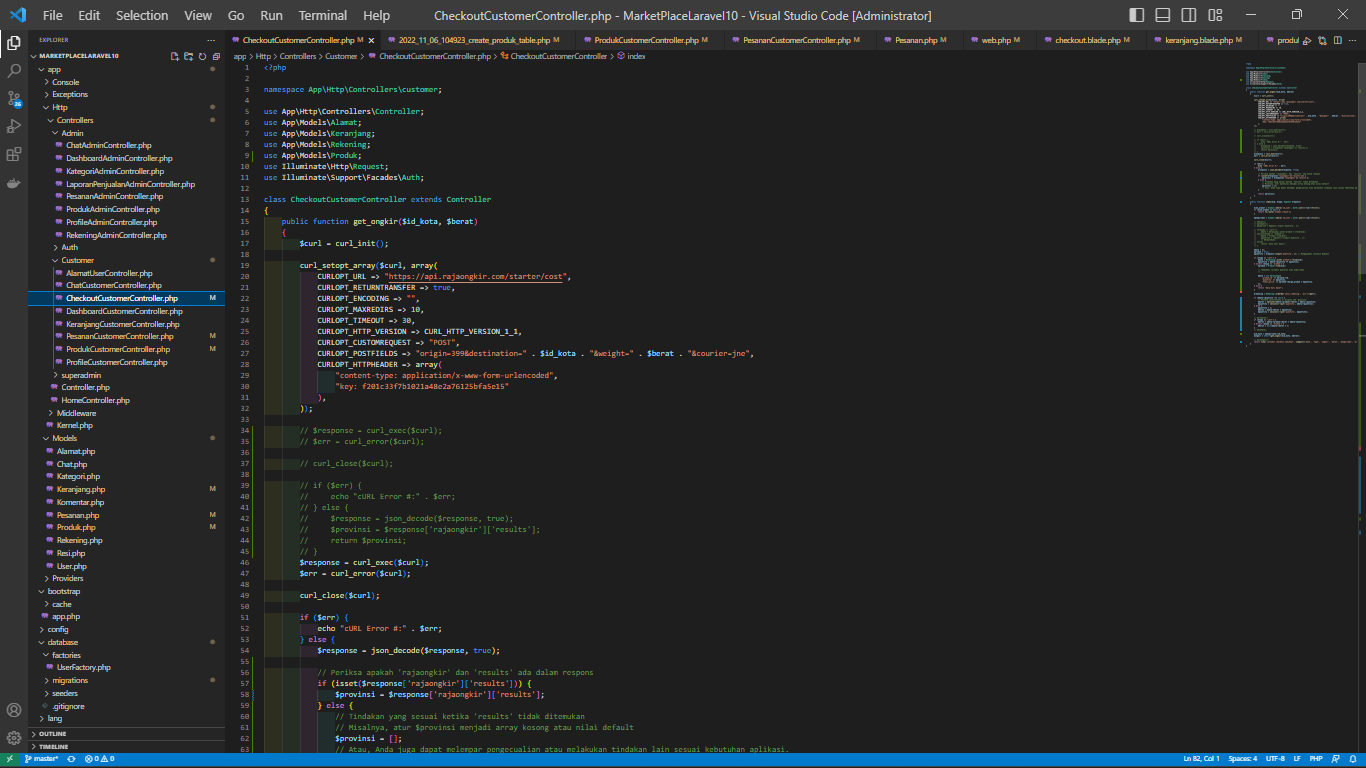 File Edit Selection View Go Run Terminal Help
CheckoutCustomerController.php - MarketPlaceLaravel10 - Visual Studio Code [Administrator]
EXPLORER
MARKETPLACELARAVEL10
app
Console
Exceptions
Http
Controllers
Admin
ChatAdminController.php
DashboardAdminController.php
KategoriAdminController.php
LaporanPenjualanAdminController.php
PesananAdminController.php
ProdukAdminController.php
ProfileAdminController.php
RekeningAdminController.php
Auth
Customer
AlamatUserController.php
ChatCustomerController.php
CheckoutCustomerController.php M
DashboardCustomerController.php
KeranjangCustomerController.php
PesananCustomerController.php M
ProdukCustomerController.php M
ProfileCustomerController.php
superadmin
Controller.php
HomeController.php
Middleware
Kernel.php
Models
Alamat.php
Chat.php
Kategori.php
Keranjang.php M
Komentar.php
Pesanan.php M
Produk.php M
Rekening.php
Resi.php
User.php
Providers
bootstrap
cache
app.php
config
database
factories
UserFactory.php
migrations
seeders
.gitignore
lang
OUTLINE
TIMELINE
26
CheckoutCustomerController.php M
2022_11_06_104923_create_produk_table.php M
ProdukCustomerController.php M
PesananCustomerController.php M
Pesanan.php M
web.php M
checkout.blade.php M
keranjang.blade.php M
produl
app > Http > Controllers > Customer > CheckoutCustomerController.php > CheckoutCustomerController > index
1 <?php
2
3 namespace App\Http\Controllers\customer;
4
5 use App\Http\Controllers\Controller;
6 use App\Models\Alamat;
7 use App\Models\Keranjang;
8 use App\Models\Rekening;
9 use App\Models\Produk;
10 use Illuminate\Http\Request;
11 use Illuminate\Support\Facades\Auth;
12
13 class CheckoutCustomerController extends Controller
14 {
15 public function get_ongkir($id_kota, $berat)
16 {
17 $curl = curl_init();
18
19 curl_setopt_array($curl, array(
20 CURLOPT_URL => "https://api.rajaongkir.com/starter/cost",
21 CURLOPT_RETURNTRANSFER => true,
22 CURLOPT_ENCODING => "",
23 CURLOPT_MAXREDIRS => 10,
24 CURLOPT_TIMEOUT => 30,
25 CURLOPT_HTTP_VERSION => CURL_HTTP_VERSION_1_1,
26 CURLOPT_CUSTOMREQUEST => "POST",
27 CURLOPT_POSTFIELDS => "origin=399&destination=" . $id_kota . "&weight=" . $berat . "&courier=jne",
28 CURLOPT_HTTPHEADER => array(
29 "content-type: application/x-www-form-urlencoded",
30 "key: f201c33f7b1021a48e2a76125bfa5e15"
31 ),
32 ));
33
34 // $response = curl_exec($curl);
35 // $err = curl_error($curl);
36
37 // curl_close($curl);
38
39 // if ($err) {
40 // echo "cURL Error #:" . $err;
41 // } else {
42 // $response = json_decode($response, true);
43 // $provinsi = $response['rajaongkir']['results'];
44 // return $provinsi;
45 // }
46 $response = curl_exec($curl);
47 $err = curl_error($curl);
48
49 curl_close($curl);
50
51 if ($err) {
52 echo "cURL Error #:" . $err;
53 } else {
54 $response = json_decode($response, true);
55
56 // Periksa apakah 'rajaongkir' dan 'results' ada dalam respons
57 if (isset($response['rajaongkir']['results'])) {
58 $provinsi = $response['rajaongkir']['results'];
59 } else {
60 // Tindakan yang sesuai ketika 'results' tidak ditemukan
61 // Misalnya, atur $provinsi menjadi array kosong atau nilai default
62 $provinsi = [];
63 // Atau, Anda juga dapat melempar pengecualian atau melakukan tindakan lain sesuai kebutuhan aplikasi.
master* 0 0
Ln 82, Col 1 Spaces: 4 UTF-8 LF PHP